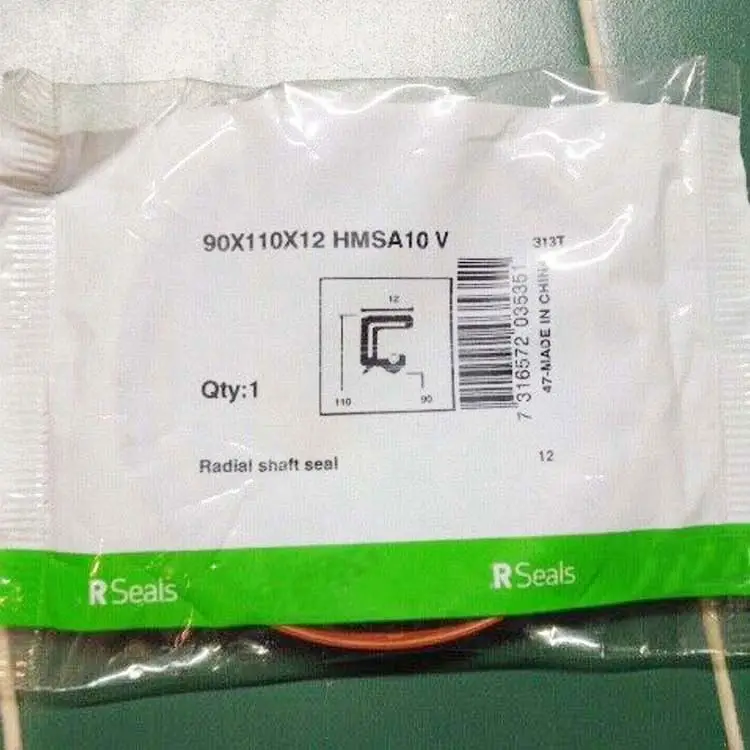 90X110X12 HMSA10 V
313T
12
110
90
7 316572 035351
47-MADE IN CHINA
Qty:1
Radial shaft seal
12
R Seals
R Seals